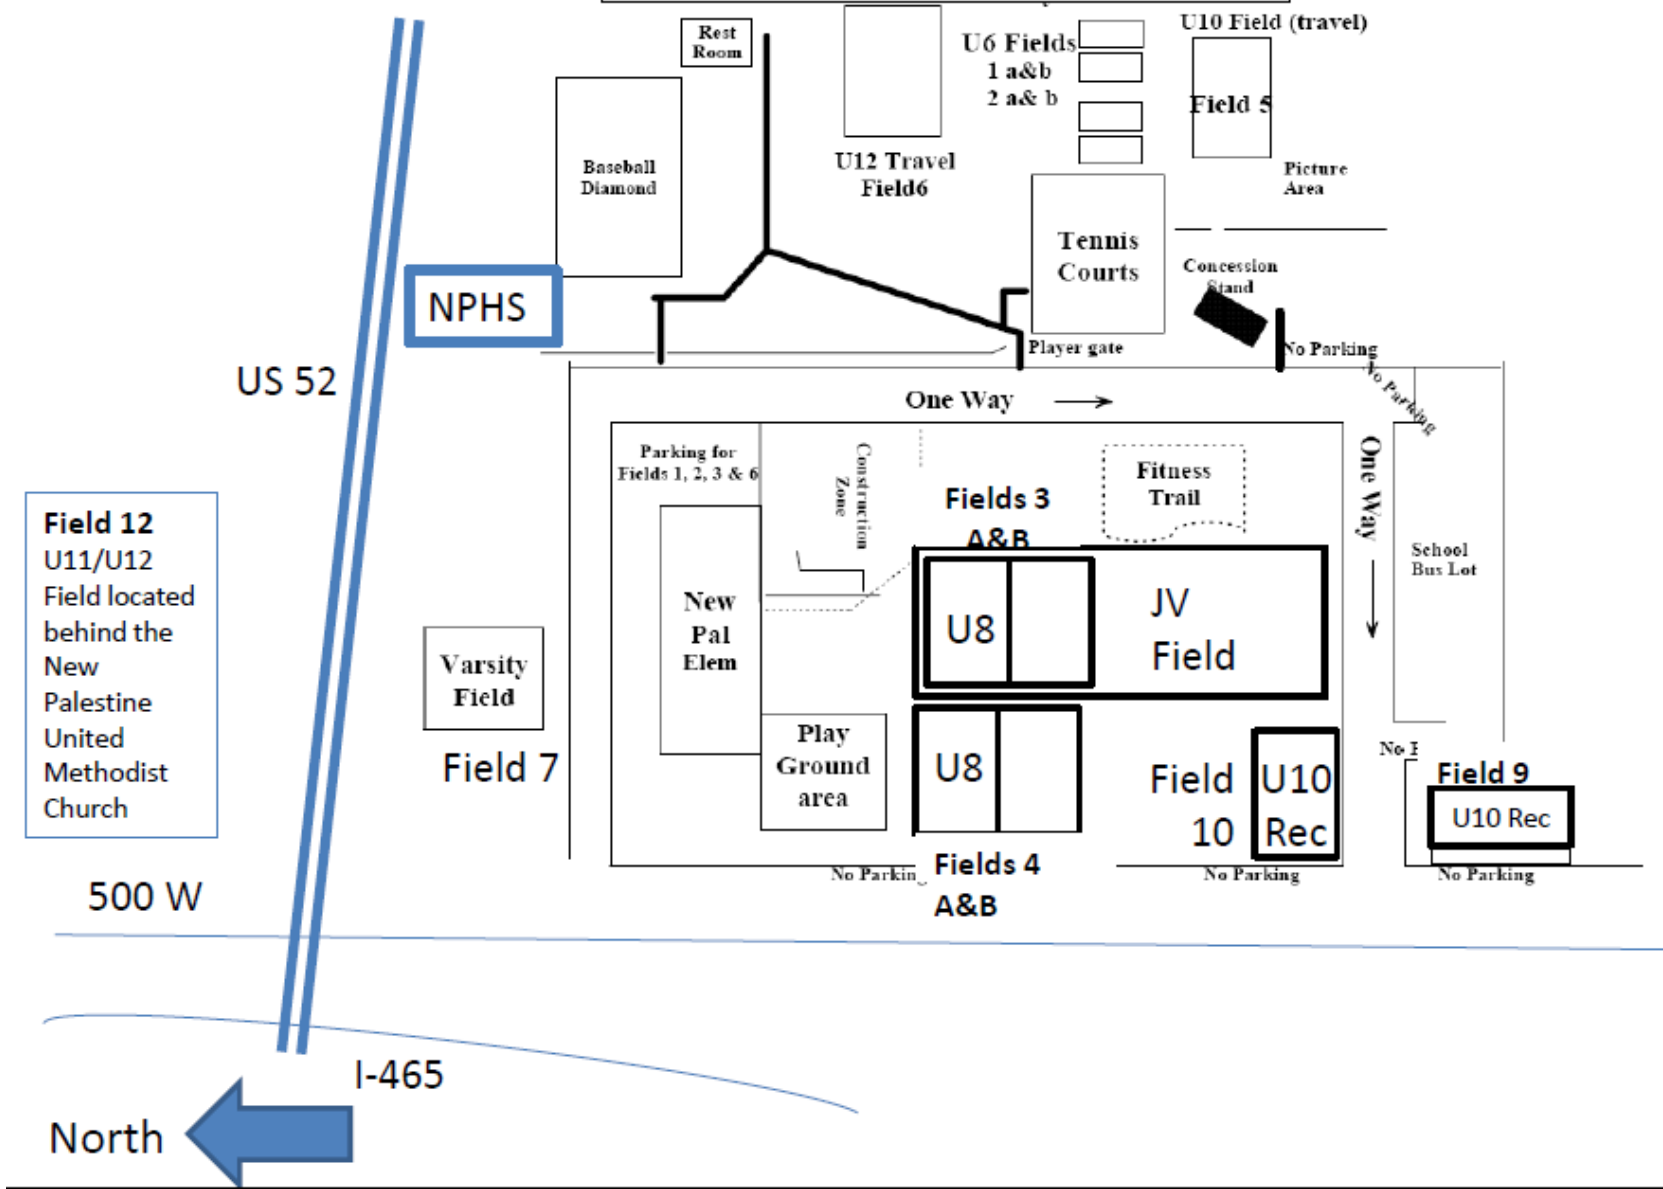 Rest
Room
U6 Fields
1 a&b
2 a& b
U10 Field (travel)
Field 5
Baseball
Diamond
U12 Travel
Field6
Picture
Area
Tennis
Courts
Concession
Stand
NPHS
Player gate
No Parking
No Parking
US 52
One Way
One Way
Parking for
Fields 1, 2, 3 & 6
Construction
Zone
Fields 3
A&B
Fitness
Trail
School
Bus Lot
Field 12
U11/U12
Field located
behind the
New
Palestine
United
Methodist
Church
New
Pal
Elem
U8
JV
Field
Varsity
Field
Field 7
Play
Ground
area
U8
Field
10
U10
Rec
No
Field 9
U10 Rec
No Parkin
Fields 4
A&B
No Parking
No Parking
500 W
I-465
North